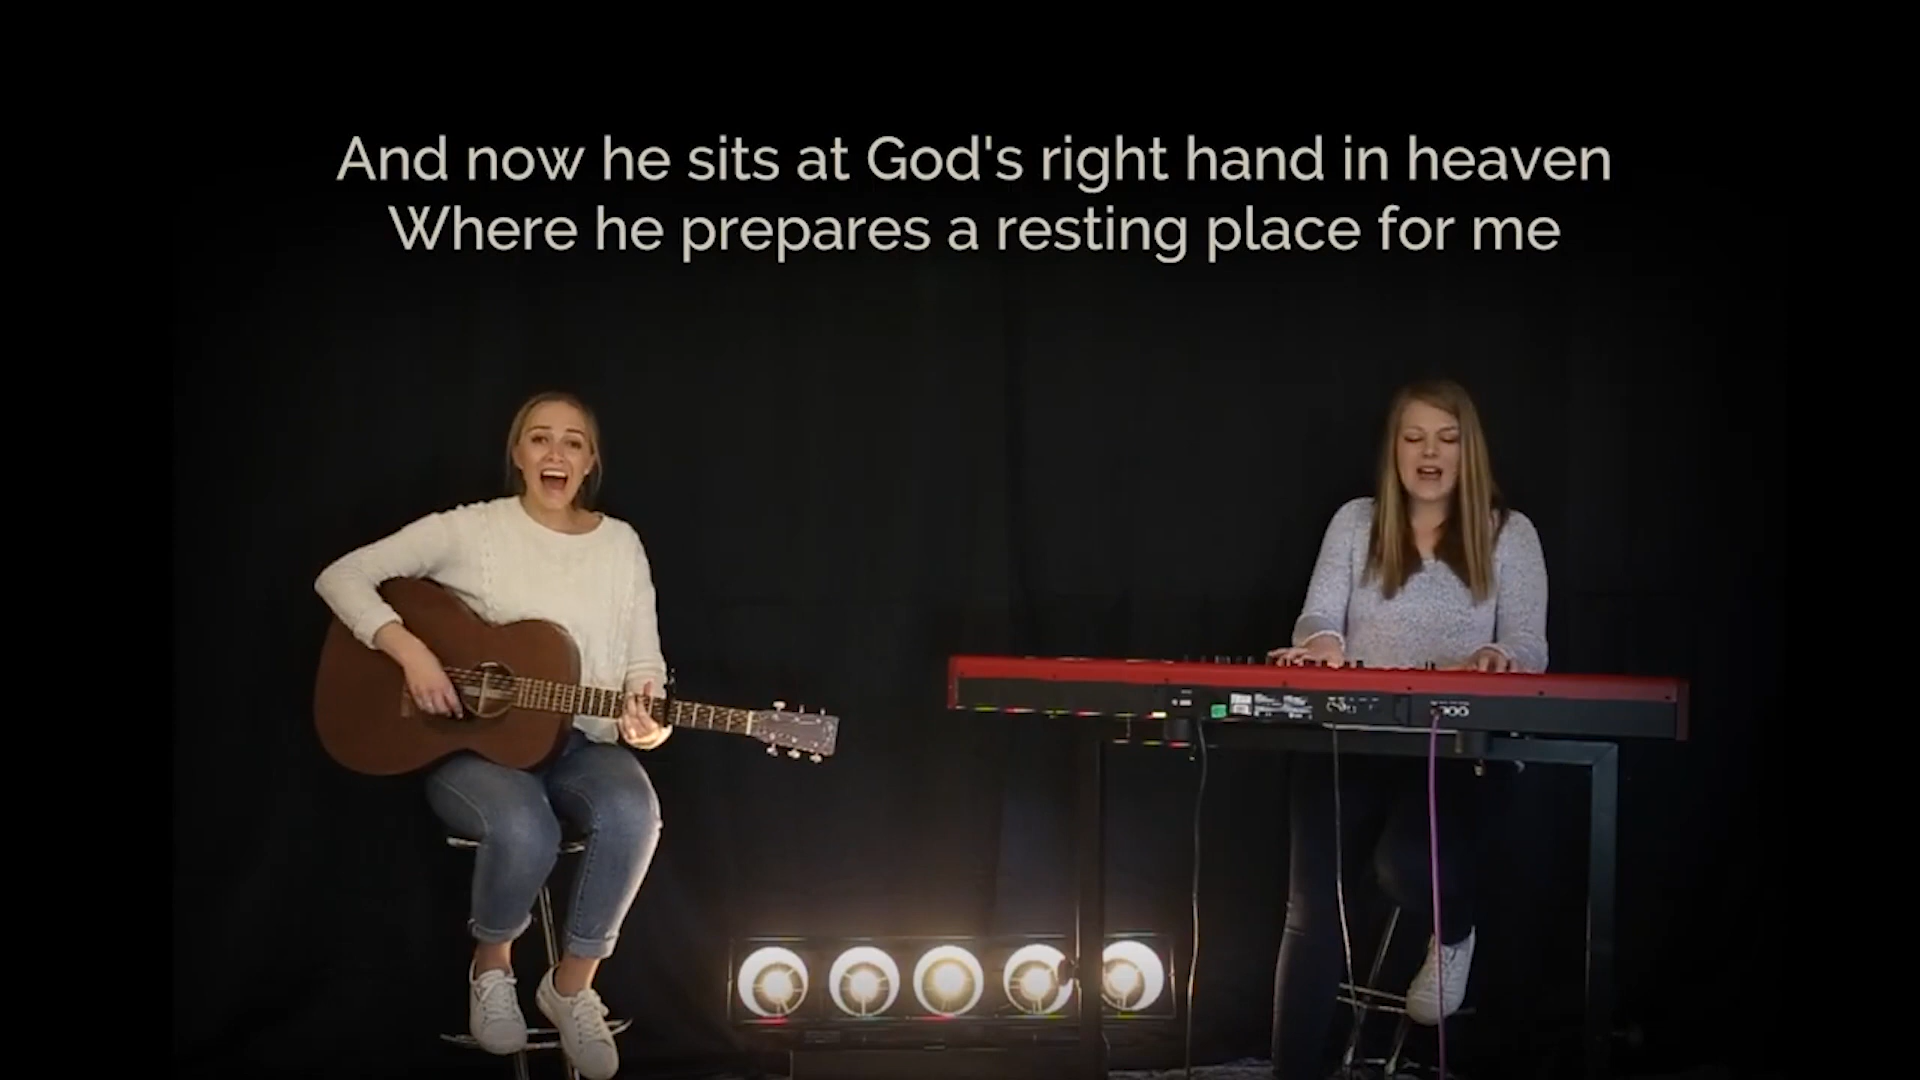 And now he sits at God's right hand in heaven
Where he prepares a resting place for me